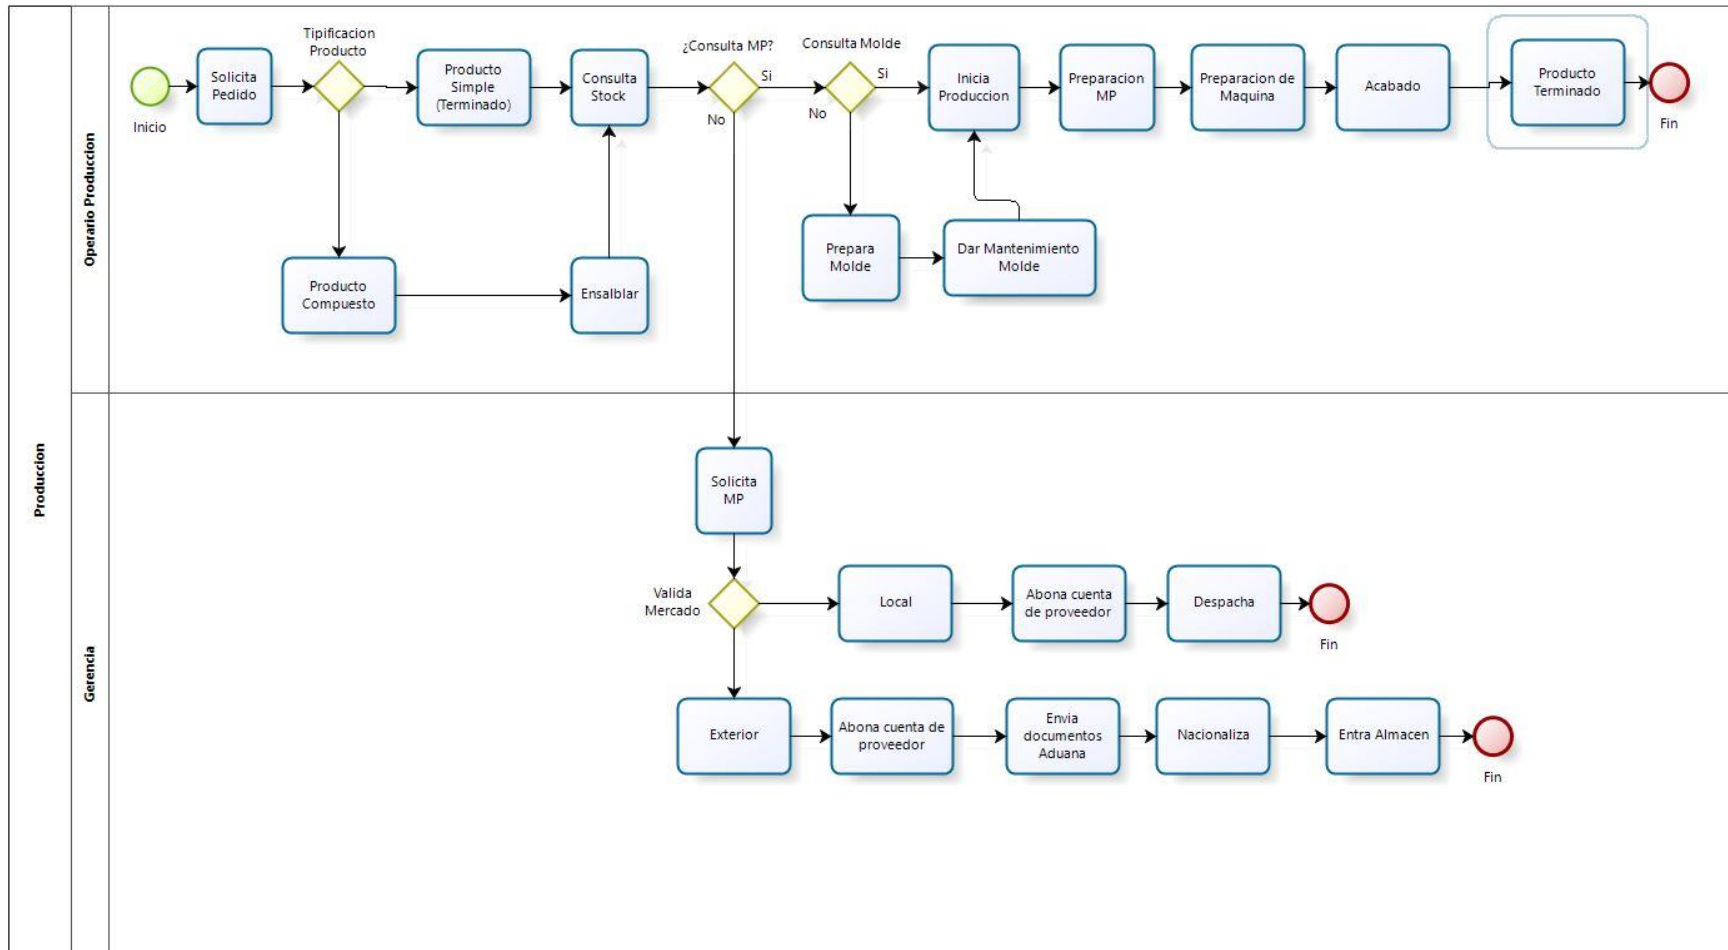 Produccion
Operario Produccion
Inicio
Solicita
Pedido
Tipificacion
Producto
Producto
Simple
(Terminado)
Consulta
Stock
¿Consulta MP?
Si
No
Consulta Molde
Si
No
Inicia
Produccion
Preparacion
MP
Preparacion de
Maquina
Acabado
Producto
Terminado
Fin
Producto
Compuesto
Ensalblar
Prepara
Molde
Dar Mantenimiento
Molde
Gerencia
Solicita
MP
Valida
Mercado
Local
Abona cuenta
de proveedor
Despacha
Fin
Exterior
Abona cuenta de
proveedor
Envia
documentos
Aduana
Nacionaliza
Entra Almacen
Fin